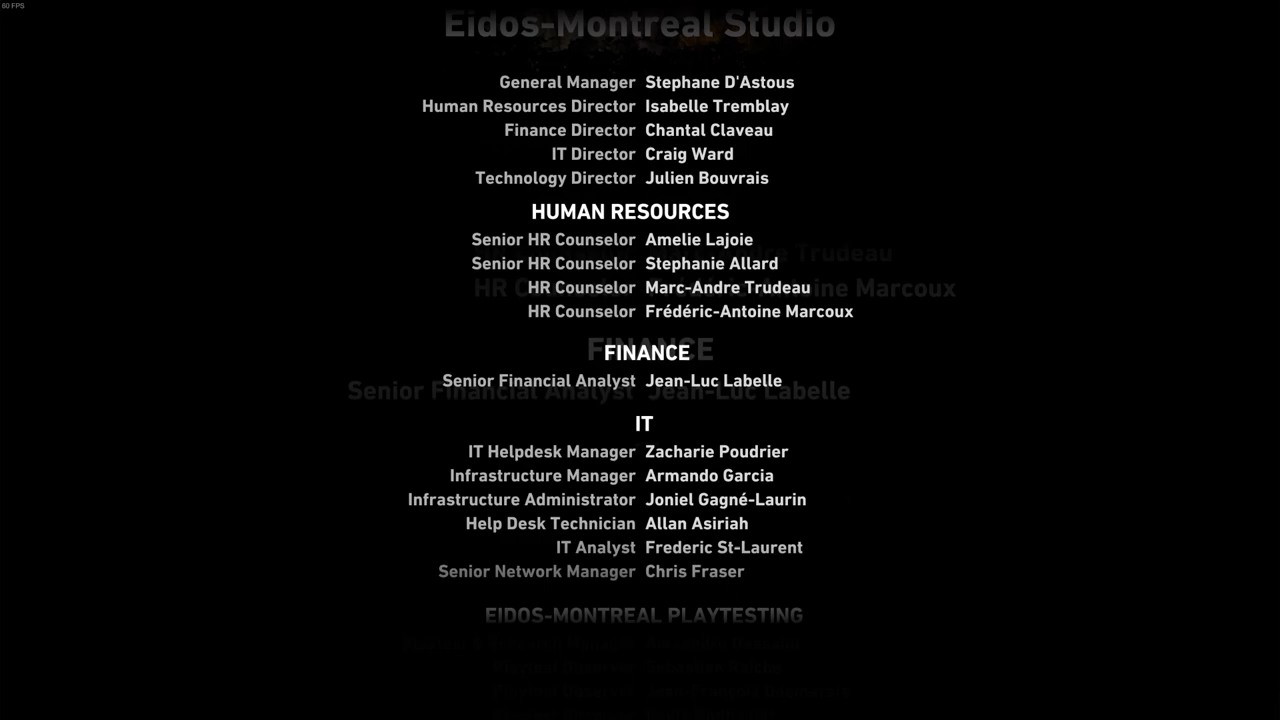 60 FPS
Eidos-Montreal Studio
General Manager Stephane D'Astous
Human Resources Director Isabelle Tremblay
Finance Director Chantal Claveau
IT Director Craig Ward
Technology Director Julien Bouvrais
HUMAN RESOURCES
Senior HR Counselor Amelie Lajoie
Senior HR Counselor Stephanie Allard
HR Counselor Marc-Andre Trudeau
HR Counselor Frédéric-Antoine Marcoux
FINANCE
Senior Financial Analyst Jean-Luc Labelle
IT
IT Helpdesk Manager Zacharie Poudrier
Infrastructure Manager Armando Garcia
Infrastructure Administrator Joniel Gagné-Laurin
Help Desk Technician Allan Asiriah
IT Analyst Frederic St-Laurent
Senior Network Manager Chris Fraser
EIDOS-MONTREAL PLAYTESTING